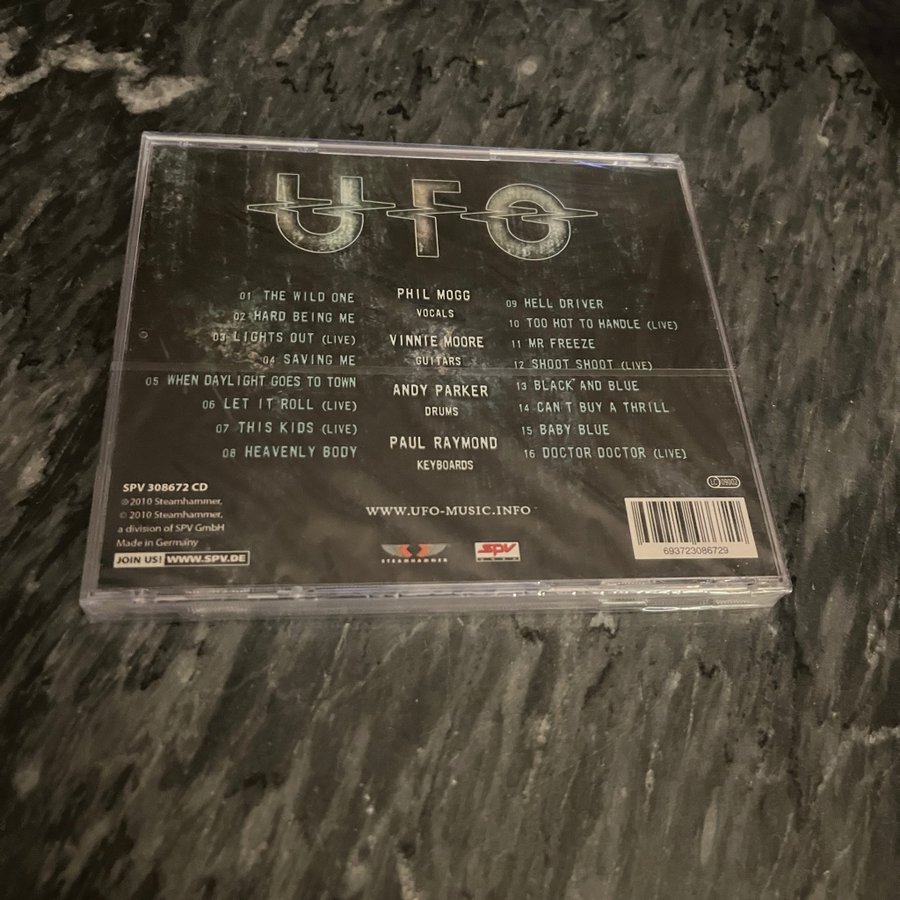 UFO
01 THE WILD ONE
02 HARD BEING ME
03 LIGHTS OUT (LIVE)
04 SAVING ME
05 WHEN DAYLIGHT GOES TO TOWN
06 LET IT ROLL (LIVE)
07 THIS KIDS (LIVE)
08 HEAVENLY BODY
PHIL MOGG
VOCALS
VINNIE MOORE
GUITARS
ANDY PARKER
DRUMS
PAUL RAYMOND
KEYBOARDS
09 HELL DRIVER
10 TOO HOT TO HANDLE (LIVE)
11 MR FREEZE
12 SHOOT SHOOT (LIVE)
13 BLACK AND BLUE
14 CAN'T BUY A THRILL
15 BABY BLUE
16 DOCTOR DOCTOR (LIVE)
SPV 308672 CD
℗ 2010 Steamhammer,
© 2010 Steamhammer,
a division of SPV GmbH
Made in Germany
JOIN US! WWW.SPV.DE
WWW.UFO-MUSIC.INFO
STEAMHAMMER
SPV
LC 09002
693723086729